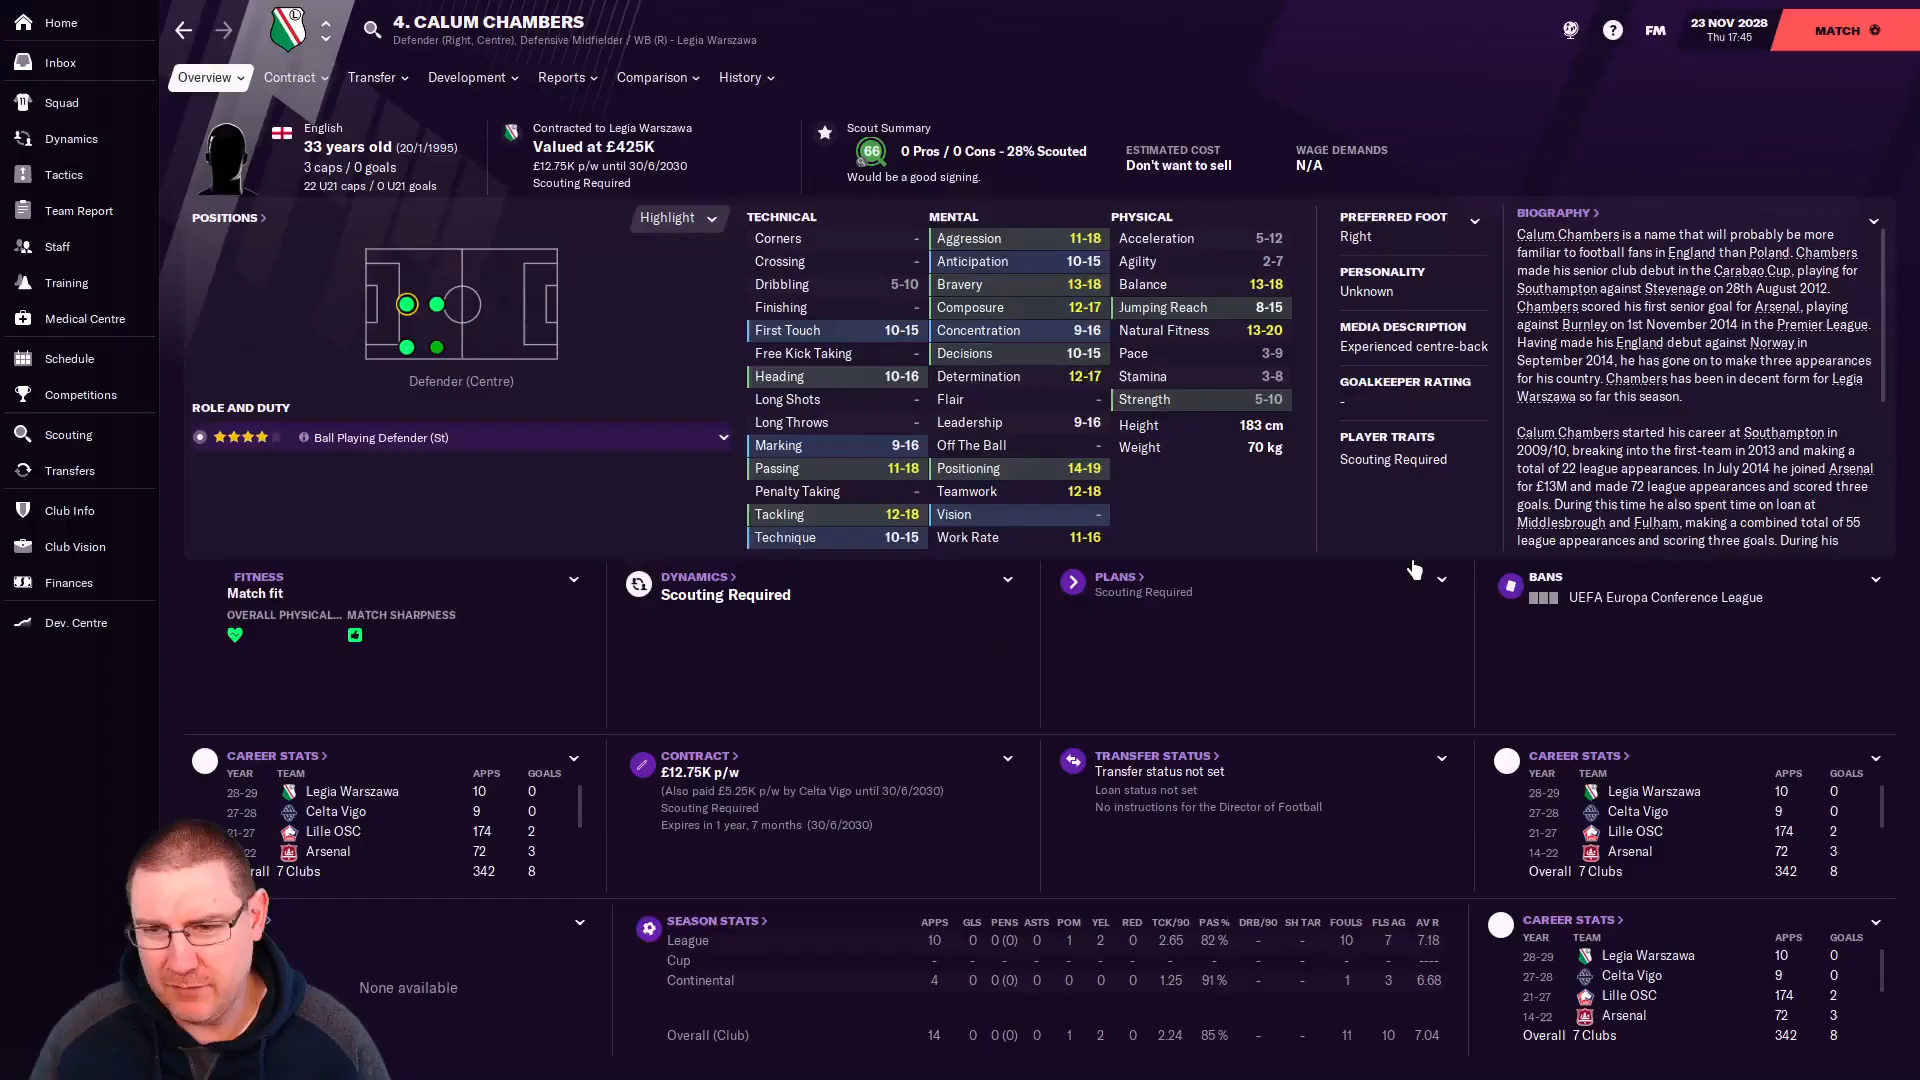 Home
Inbox
Squad
Dynamics
Tactics
Team Report
Staff
Training
Medical Centre
Schedule
Competitions
Scouting
Transfers
Club Info
Club Vision
Finances
Dev. Centre
4. CALUM CHAMBERS
Defender (Right, Centre), Defensive Midfielder / WB (R) - Legia Warszawa
FM
23 NOV 2028
Thu 17:45
MATCH
Overview Contract Transfer Development Reports Comparison History
English
33 years old (20/1/1995)
3 caps / 0 goals
22 U21 caps / 0 U21 goals
Contracted to Legia Warszawa
Valued at £425K
£12.75K p/w until 30/6/2030
Scouting Required
Scout Summary
66
0 Pros / 0 Cons - 28% Scouted
Would be a good signing.
ESTIMATED COST
Don't want to sell
WAGE DEMANDS
N/A
POSITIONS >
Highlight
Defender (Centre)
ROLE AND DUTY
Ball Playing Defender (St)
TECHNICAL
Corners -
Crossing -
Dribbling 5-10
Finishing -
First Touch 10-15
Free Kick Taking -
Heading 10-16
Long Shots -
Long Throws -
Marking 9-16
Passing 11-18
Penalty Taking -
Tackling 12-18
Technique 10-15
MENTAL
Aggression 11-18
Anticipation 10-15
Bravery 13-18
Composure 12-17
Concentration 9-16
Decisions 10-15
Determination 12-17
Flair -
Leadership 9-16
Off The Ball -
Positioning 14-19
Teamwork 12-18
Vision -
Work Rate 11-16
PHYSICAL
Acceleration 5-12
Agility 2-7
Balance 13-18
Jumping Reach 8-15
Natural Fitness 13-20
Pace 3-9
Stamina 3-8
Strength 5-10
Height 183 cm
Weight 70 kg
PREFERRED FOOT
Right
PERSONALITY
Unknown
MEDIA DESCRIPTION
Experienced centre-back
GOALKEEPER RATING
-
PLAYER TRAITS
Scouting Required
BIOGRAPHY >
Calum Chambers is a name that will probably be more
familiar to football fans in England than Poland. Chambers
made his senior club debut in the Carabao Cup, playing for
Southampton against Stevenage on 28th August 2012.
Chambers scored his first senior goal for Arsenal, playing
against Burnley on 1st November 2014 in the Premier League.
Having made his England debut against Norway in
September 2014, he has gone on to make three appearances
for his country. Chambers has been in decent form for Legia
Warszawa so far this season.
Calum Chambers started his career at Southampton in
2009/10, breaking into the first-team in 2013 and making a
total of 22 league appearances. In July 2014 he joined Arsenal
for £13M and made 72 league appearances and scored three
goals. During this time he also spent time on loan at
Middlesbrough and Fulham, making a combined total of 55
league appearances and scoring three goals. During his
FITNESS
Match fit
OVERALL PHYSICAL... MATCH SHARPNESS
DYNAMICS >
Scouting Required
PLANS >
Scouting Required
BANS
UEFA Europa Conference League
CAREER STATS >
YEAR TEAM APPS GOALS
28-29 Legia Warszawa 10 0
27-28 Celta Vigo 9 0
21-27 Lille OSC 174 2
22 Arsenal 72 3
rall 7 Clubs 342 8
CONTRACT >
£12.75K p/w
(Also paid £5.25K p/w by Celta Vigo until 30/6/2030)
Scouting Required
Expires in 1 year, 7 months (30/6/2030)
TRANSFER STATUS >
Transfer status not set
Loan status not set
No instructions for the Director of Football
CAREER STATS >
YEAR TEAM APPS GOALS
28-29 Legia Warszawa 10 0
27-28 Celta Vigo 9 0
21-27 Lille OSC 174 2
14-22 Arsenal 72 3
Overall 7 Clubs 342 8
None available
SEASON STATS > APPS GLS PENS ASTS POM YEL RED TCK/90 PAS % DRB/90 SH TAR FOULS FLS AG AV R
League 10 0 0 (0) 0 1 2 0 2.65 82 % - - 10 7 7.18
Cup - - - - - - - - - - - - - ----
Continental 4 0 0 (0) 0 0 0 0 1.25 91 % - - 1 3 6.68
Overall (Club) 14 0 0 (0) 0 1 2 0 2.24 85 % - - 11 10 7.04
CAREER STATS >
YEAR TEAM APPS GOALS
28-29 Legia Warszawa 10 0
27-28 Celta Vigo 9 0
21-27 Lille OSC 174 2
14-22 Arsenal 72 3
Overall 7 Clubs 342 8